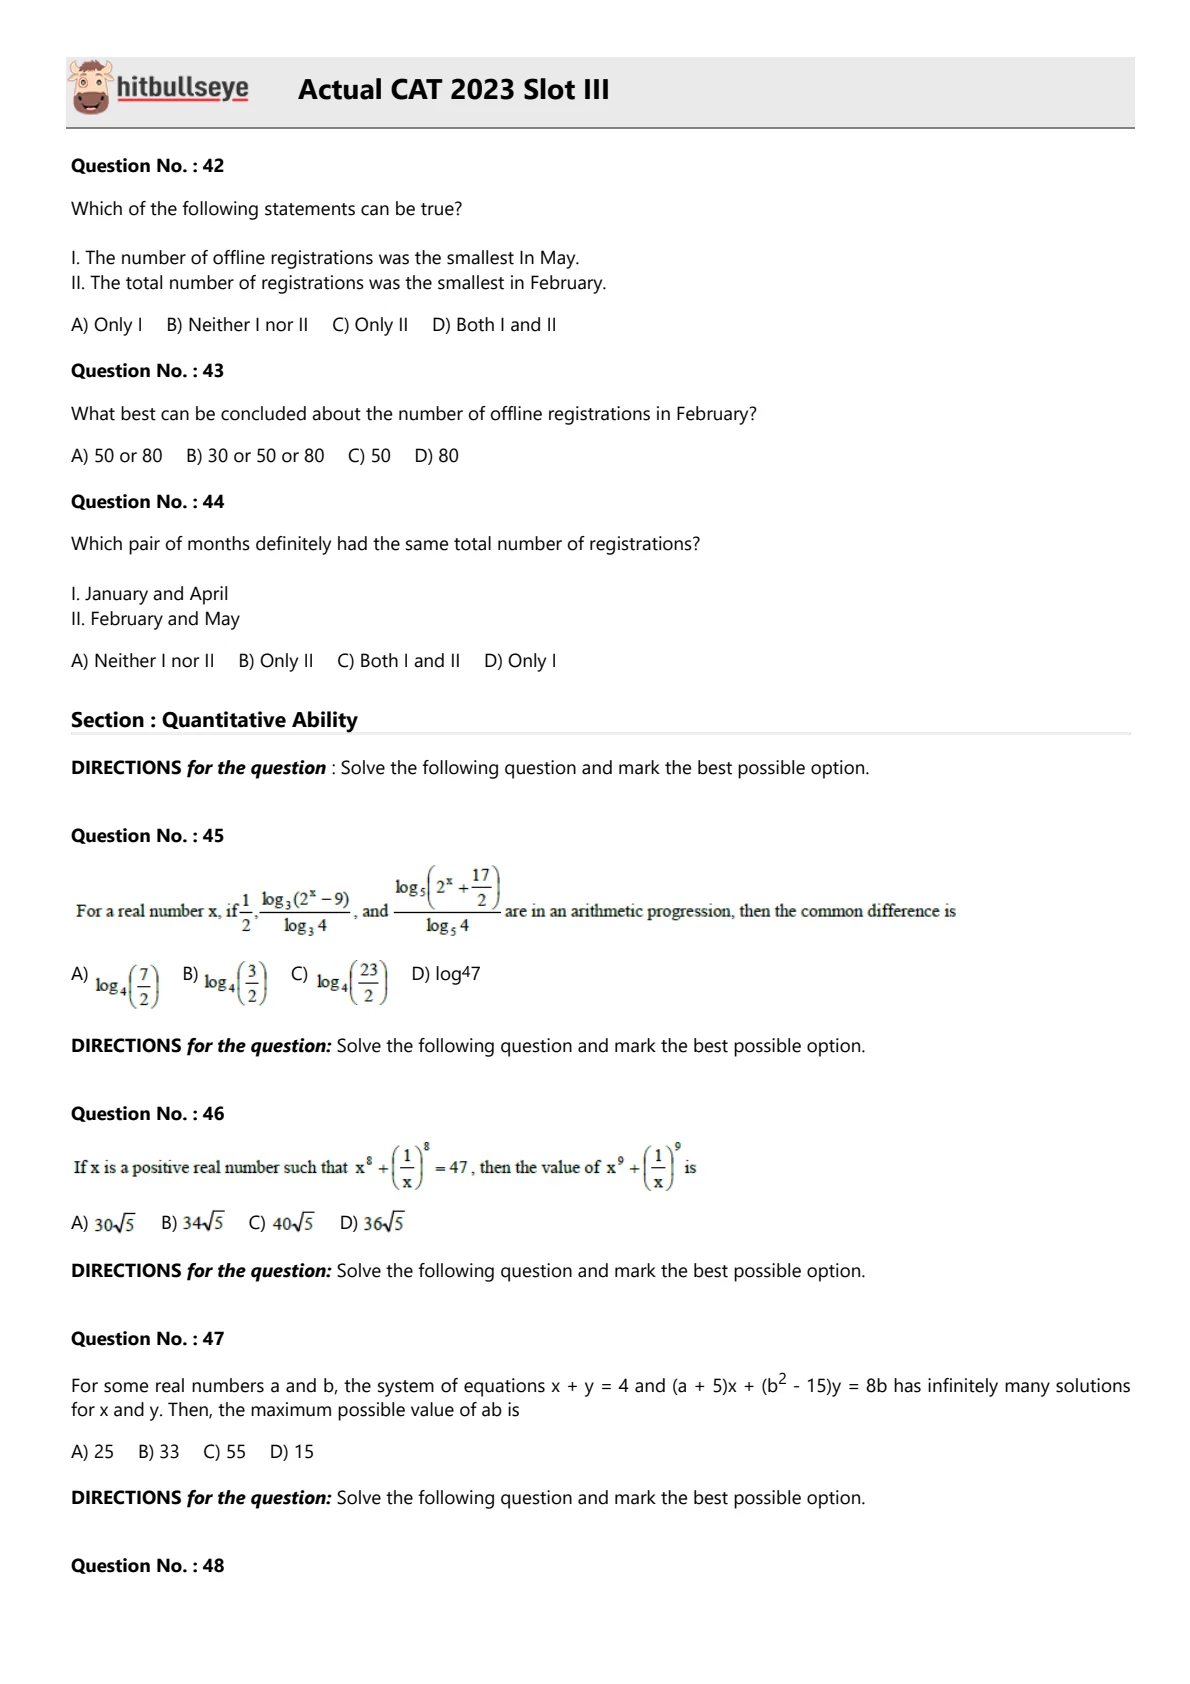 hitbullseye Actual CAT 2023 Slot III
Question No. : 42
Which of the following statements can be true?
I. The number of offline registrations was the smallest In May.
II. The total number of registrations was the smallest in February.
A) Only I B) Neither I nor II C) Only II D) Both I and II
Question No. : 43
What best can be concluded about the number of offline registrations in February?
A) 50 or 80 B) 30 or 50 or 80 C) 50 D) 80
Question No. : 44
Which pair of months definitely had the same total number of registrations?
I. January and April
II. February and May
A) Neither I nor II B) Only II C) Both I and II D) Only I
Section : Quantitative Ability
DIRECTIONS for the question : Solve the following question and mark the best possible option.
Question No. : 45
For a real number x, if 1/2, log₃(2ˣ − 9)/log₃ 4, and log₅(2ˣ + 17/2)/log₅ 4 are in an arithmetic progression, then the common difference is
A) log₄(7/2) B) log₄(3/2) C) log₄(23/2) D) log47
DIRECTIONS for the question: Solve the following question and mark the best possible option.
Question No. : 46
If x is a positive real number such that x⁸ + (1/x)⁸ = 47, then the value of x⁹ + (1/x)⁹ is
A) 30√5 B) 34√5 C) 40√5 D) 36√5
DIRECTIONS for the question: Solve the following question and mark the best possible option.
Question No. : 47
For some real numbers a and b, the system of equations x + y = 4 and (a + 5)x + (b² - 15)y = 8b has infinitely many solutions
for x and y. Then, the maximum possible value of ab is
A) 25 B) 33 C) 55 D) 15
DIRECTIONS for the question: Solve the following question and mark the best possible option.
Question No. : 48